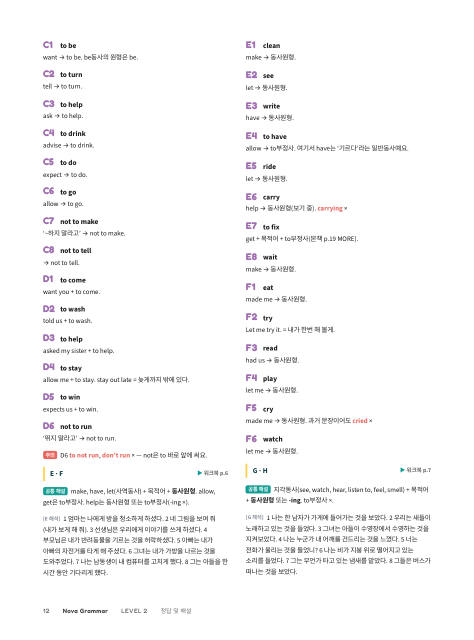 C1 to be
want → to be. be동사의 원형은 be.
C2 to turn
tell → to turn.
C3 to help
ask → to help.
C4 to drink
advise → to drink.
C5 to do
expect → to do.
C6 to go
allow → to go.
C7 not to make
'~하지 말라고' → not to make.
C8 not to tell
→ not to tell.
D1 to come
want you + to come.
D2 to wash
told us + to wash.
D3 to help
asked my sister + to help.
D4 to stay
allow me + to stay. stay out late = 늦게까지 밖에 있다.
D5 to win
expects us + to win.
D6 not to run
'뛰지 말라고' → not to run.
주의 D6 to not run, don't run × — not은 to 바로 앞에 써요.
E · F ▶ 워크북 p.6
공통 해설 make, have, let(사역동사) + 목적어 + 동사원형. allow,
get은 to부정사. help는 동사원형 또는 to부정사(-ing ×).
[E 해석] 1 엄마는 나에게 방을 청소하게 하셨다. 2 내 그림을 보여 줘
(내가 보게 해 줘). 3 선생님은 우리에게 이야기를 쓰게 하셨다. 4
부모님은 내가 반려동물을 기르는 것을 허락하셨다. 5 아빠는 내가
아빠의 자전거를 타게 해 주셨다. 6 그녀는 내가 가방을 나르는 것을
도와주었다. 7 나는 남동생이 내 컴퓨터를 고치게 했다. 8 그는 아들을 한
시간 동안 기다리게 했다.
E1 clean
make → 동사원형.
E2 see
let → 동사원형.
E3 write
have → 동사원형.
E4 to have
allow → to부정사. 여기서 have는 '기르다'라는 일반동사예요.
E5 ride
let → 동사원형.
E6 carry
help → 동사원형(보기 중). carrying ×
E7 to fix
get + 목적어 + to부정사[본책 p.19 MORE].
E8 wait
make → 동사원형.
F1 eat
made me → 동사원형.
F2 try
Let me try it. = 내가 한번 해 볼게.
F3 read
had us → 동사원형.
F4 play
let me → 동사원형.
F5 cry
made me → 동사원형. 과거 문장이어도 cried ×
F6 watch
let me → 동사원형.
G · H ▶ 워크북 p.7
공통 해설 지각동사(see, watch, hear, listen to, feel, smell) + 목적어
+ 동사원형 또는 -ing. to부정사 ×.
[G 해석] 1 나는 한 남자가 가게에 들어가는 것을 보았다. 2 우리는 새들이
노래하고 있는 것을 들었다. 3 그녀는 아들이 수영장에서 수영하는 것을
지켜보았다. 4 나는 누군가 내 어깨를 건드리는 것을 느꼈다. 5 너는
전화가 울리는 것을 들었니? 6 나는 비가 지붕 위로 떨어지고 있는
소리를 들었다. 7 그는 무언가 타고 있는 냄새를 맡았다. 8 그들은 버스가
떠나는 것을 보았다.
12 Nova Grammar LEVEL 2 정답 및 해설